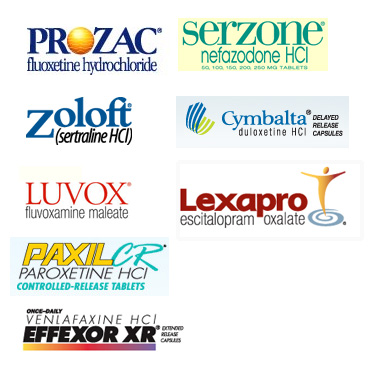 PROZAC®
fluoxetine hydrochloride
serzone®
nefazodone HCl
50, 100, 150, 200, 250 MG TABLETS
Zoloft®
(sertraline HCl)
Cymbalta®
duloxetine HCl
DELAYED
RELEASE
CAPSULES
LUVOX®
fluvoxamine maleate
Lexapro
escitalopram oxalate ®
PAXIL CR®
PAROXETINE HCl
CONTROLLED-RELEASE TABLETS
ONCE-DAILY
VENLAFAXINE HCl
EFFEXOR XR®
EXTENDED
RELEASE
CAPSULES